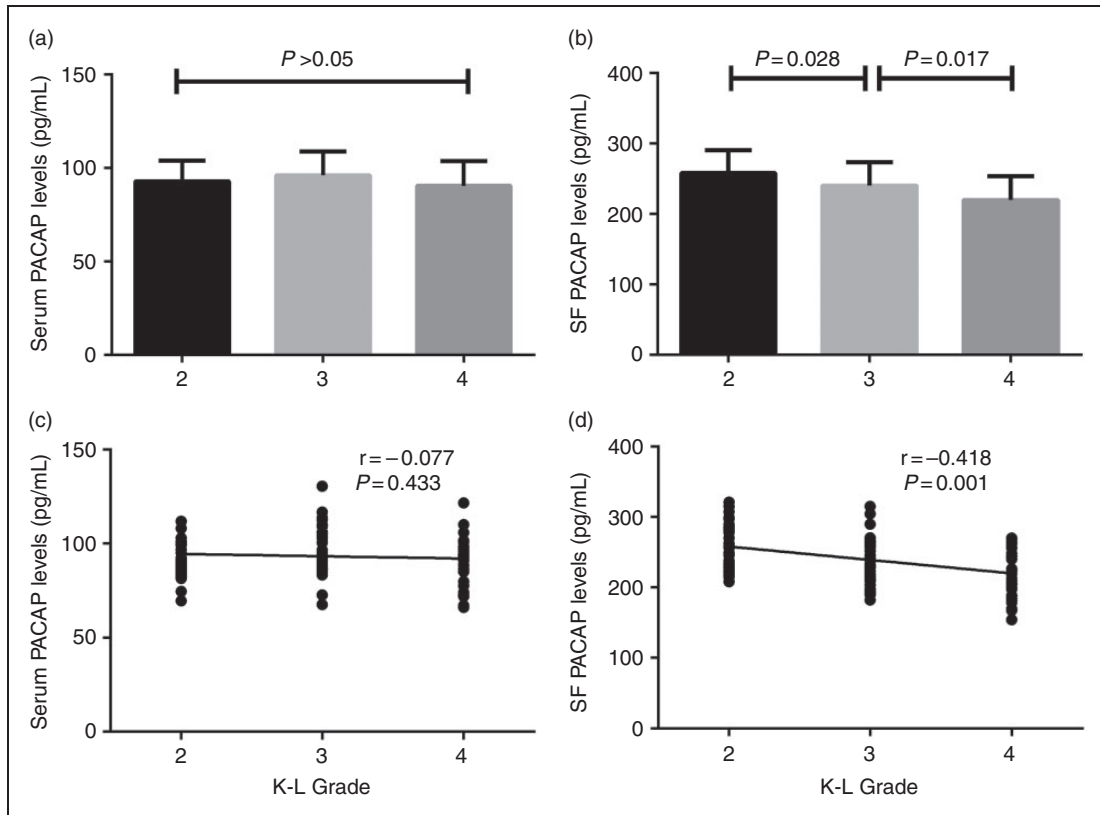 (a)
P >0.05
150
100
50
0
Serum PACAP levels (pg/mL)
2 3 4
(b)
P=0.028 P=0.017
400
300
200
100
0
SF PACAP levels (pg/mL)
2 3 4
(c)
r=−0.077
P=0.433
150
100
50
0
Serum PACAP levels (pg/mL)
2 3 4
K-L Grade
(d)
r=−0.418
P=0.001
400
300
200
100
0
SF PACAP levels (pg/mL)
2 3 4
K-L Grade